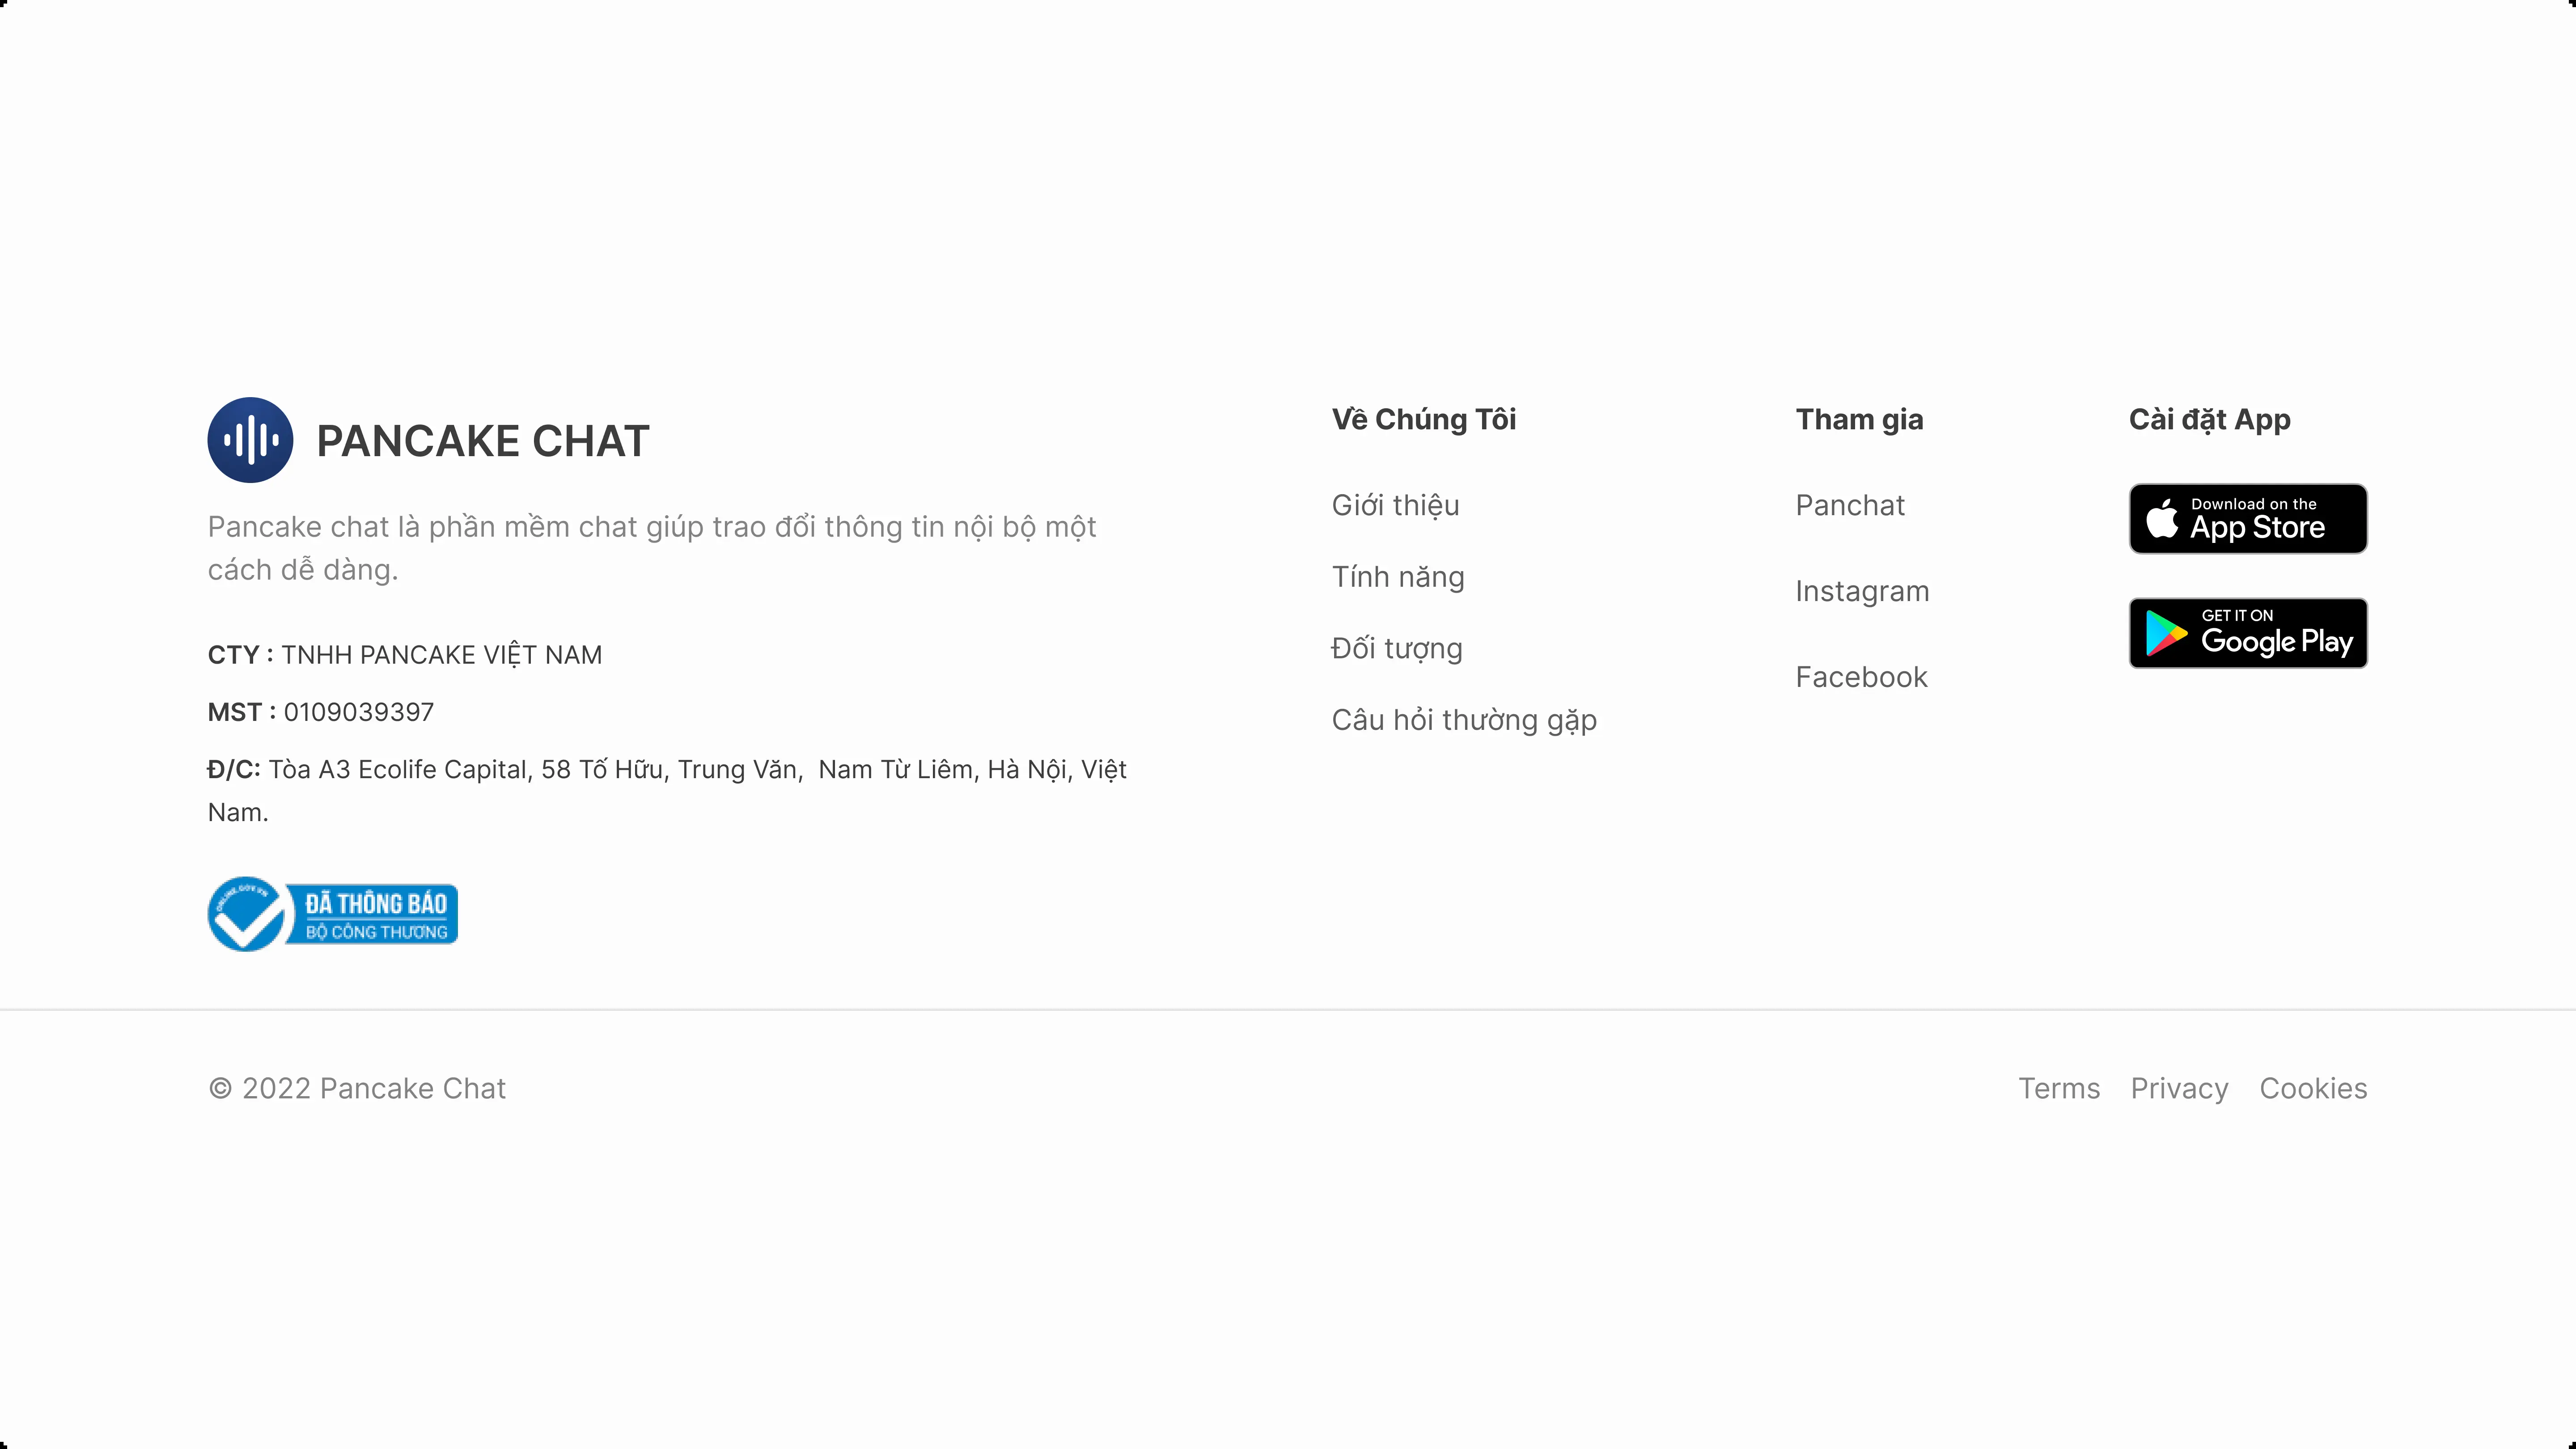 PANCAKE CHAT
Pancake chat là phần mềm chat giúp trao đổi thông tin nội bộ một
cách dễ dàng.
CTY : TNHH PANCAKE VIỆT NAM
MST : 0109039397
Đ/C: Tòa A3 Ecolife Capital, 58 Tố Hữu, Trung Văn,  Nam Từ Liêm, Hà Nội, Việt
Nam.
ONLINE.GOV.VN
ĐÃ THÔNG BÁO
BỘ CÔNG THƯƠNG
Về Chúng Tôi
Giới thiệu
Tính năng
Đối tượng
Câu hỏi thường gặp
Tham gia
Panchat
Instagram
Facebook
Cài đặt App
Download on the
App Store
GET IT ON
Google Play
© 2022 Pancake Chat
Terms
Privacy
Cookies